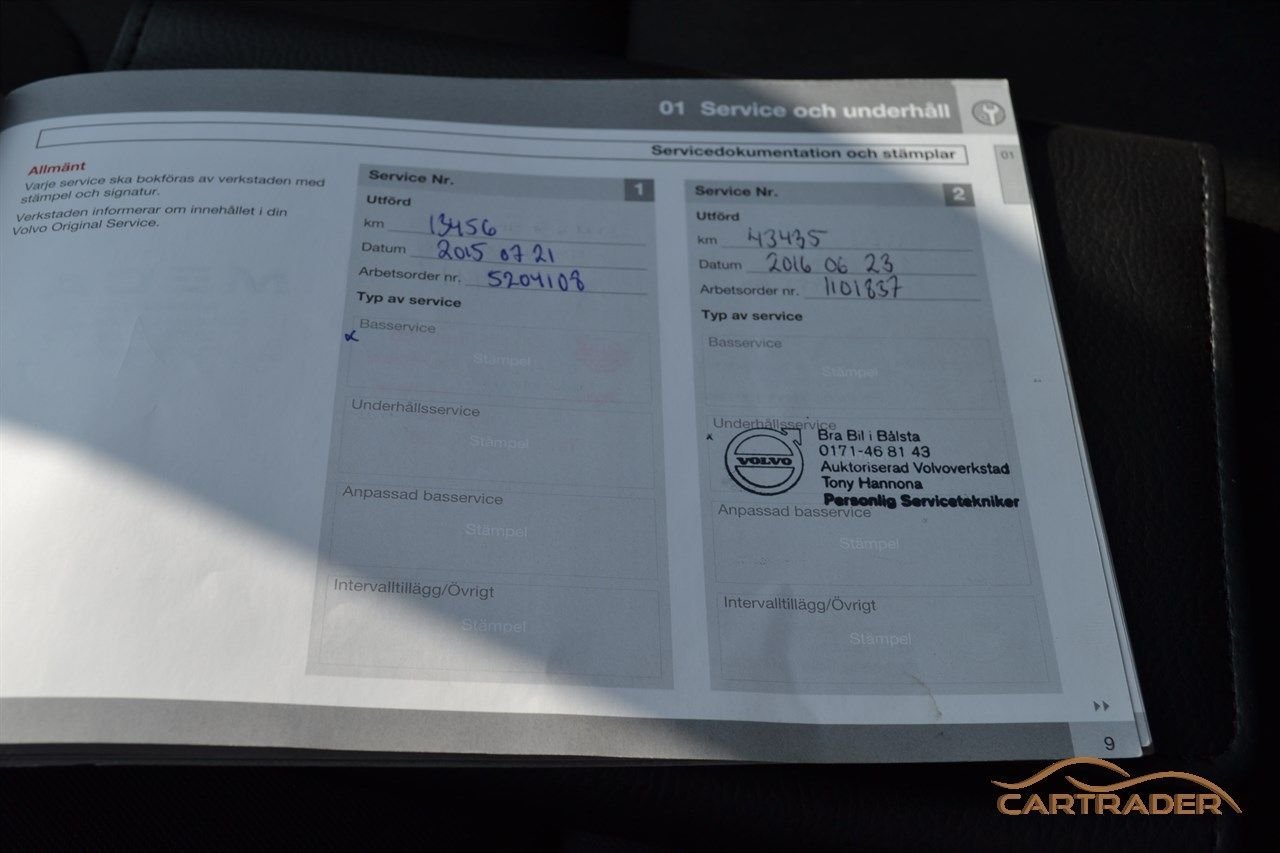 01 Service och underhåll
Servicedokumentation och stämplar
01
Allmänt
Varje service ska bokföras av verkstaden med
stämpel och signatur.
Verkstaden informerar om innehållet i din
Volvo Original Service.
Service Nr. 1
Utförd
km 13456
Datum 2015 07 21
Arbetsorder nr. 5204108
Typ av service
x
Basservice
Stämpel
Underhållsservice
Stämpel
Anpassad basservice
Stämpel
Intervalltillägg/Övrigt
Stämpel
Service Nr. 2
Utförd
km 43435
Datum 2016 06 23
Arbetsorder nr. 1101837
Typ av service
Basservice
Stämpel
Underhållsservice
x
VOLVO
Bra Bil i Bålsta
0171-46 81 43
Auktoriserad Volvoverkstad
Tony Hannona
Personlig Servicetekniker
Anpassad basservice
Stämpel
Intervalltillägg/Övrigt
Stämpel
9
CARTRADER